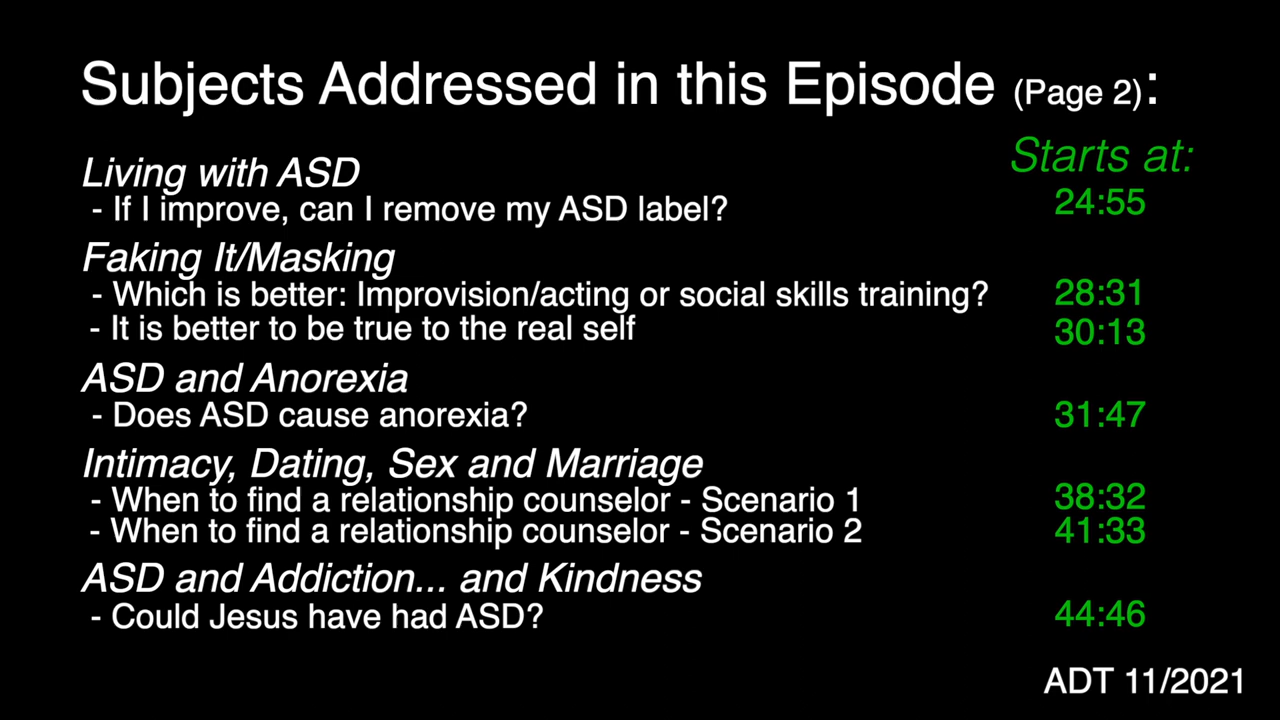 Subjects Addressed in this Episode (Page 2):
Starts at:
Living with ASD
- If I improve, can I remove my ASD label? 24:55
Faking It/Masking
- Which is better: Improvision/acting or social skills training? 28:31
- It is better to be true to the real self 30:13
ASD and Anorexia
- Does ASD cause anorexia? 31:47
Intimacy, Dating, Sex and Marriage
- When to find a relationship counselor - Scenario 1 38:32
- When to find a relationship counselor - Scenario 2 41:33
ASD and Addiction... and Kindness
- Could Jesus have had ASD? 44:46
ADT 11/2021